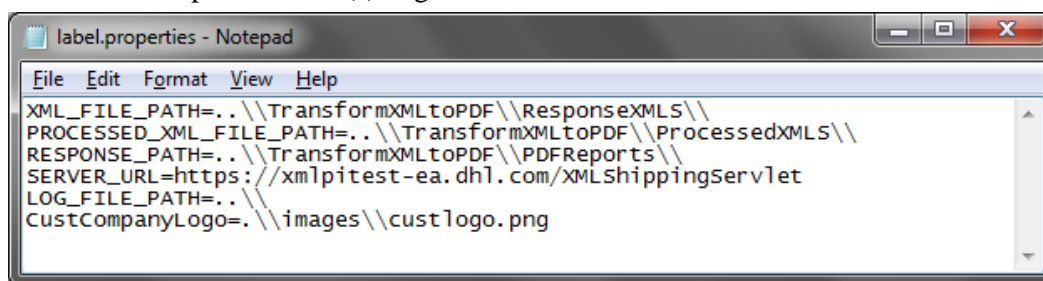 label.properties - Notepad
File Edit Format View Help
XML_FILE_PATH=..\\TransformXMLtoPDF\\ResponseXMLS\\
PROCESSED_XML_FILE_PATH=..\\TransformXMLtoPDF\\ProcessedXMLS\\
RESPONSE_PATH=..\\TransformXMLtoPDF\\PDFReports\\
SERVER_URL=https://xmlpitest-ea.dhl.com/XMLShippingServlet
LOG_FILE_PATH=..\\
CustCompanyLogo=.\\images\\custlogo.png